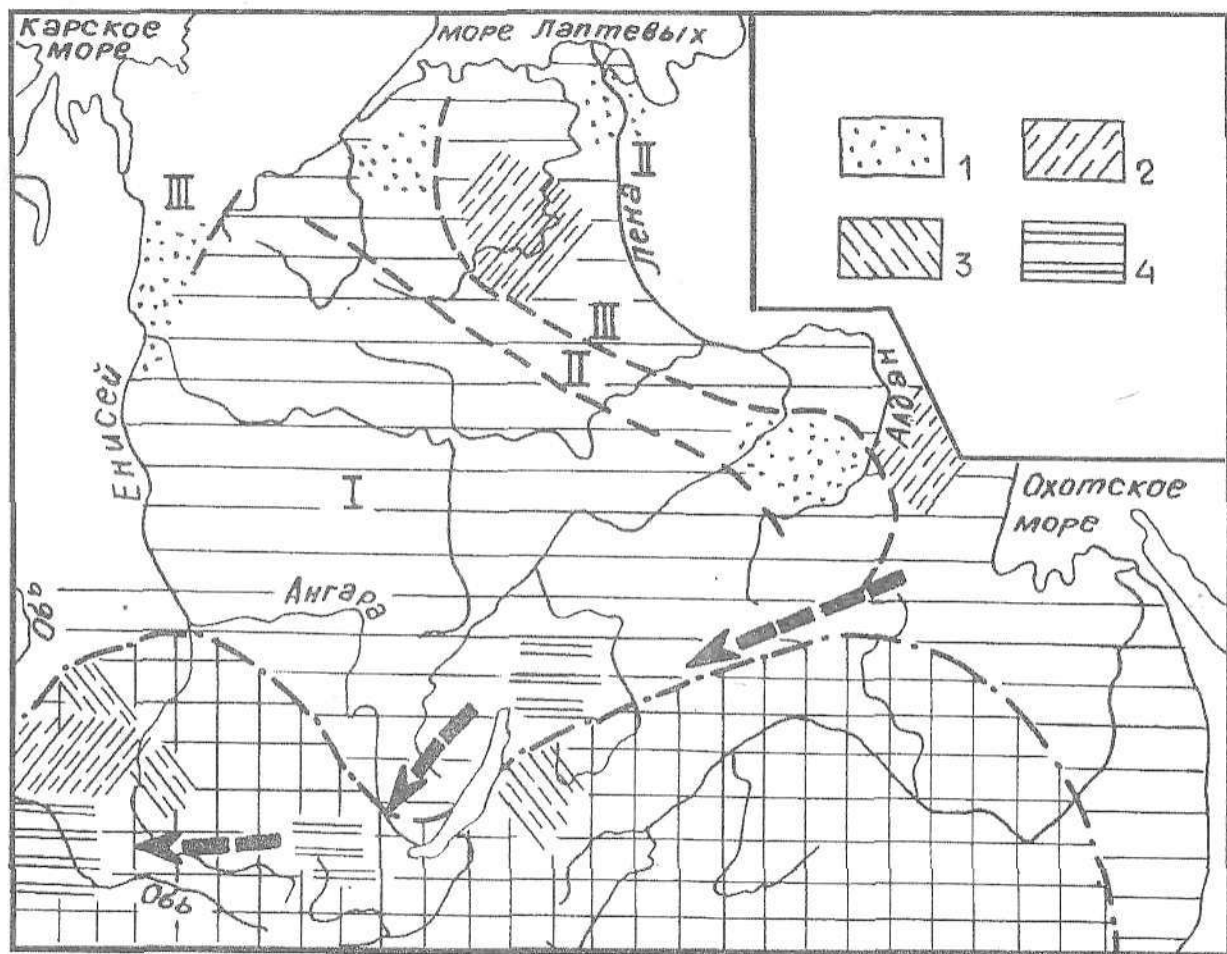 Карское
море
море Лаптевых
III
II
Лена
1
2
3
4
III
II
Енисей
Алдан
I
Охотское
море
Ангара
Обь
Обь